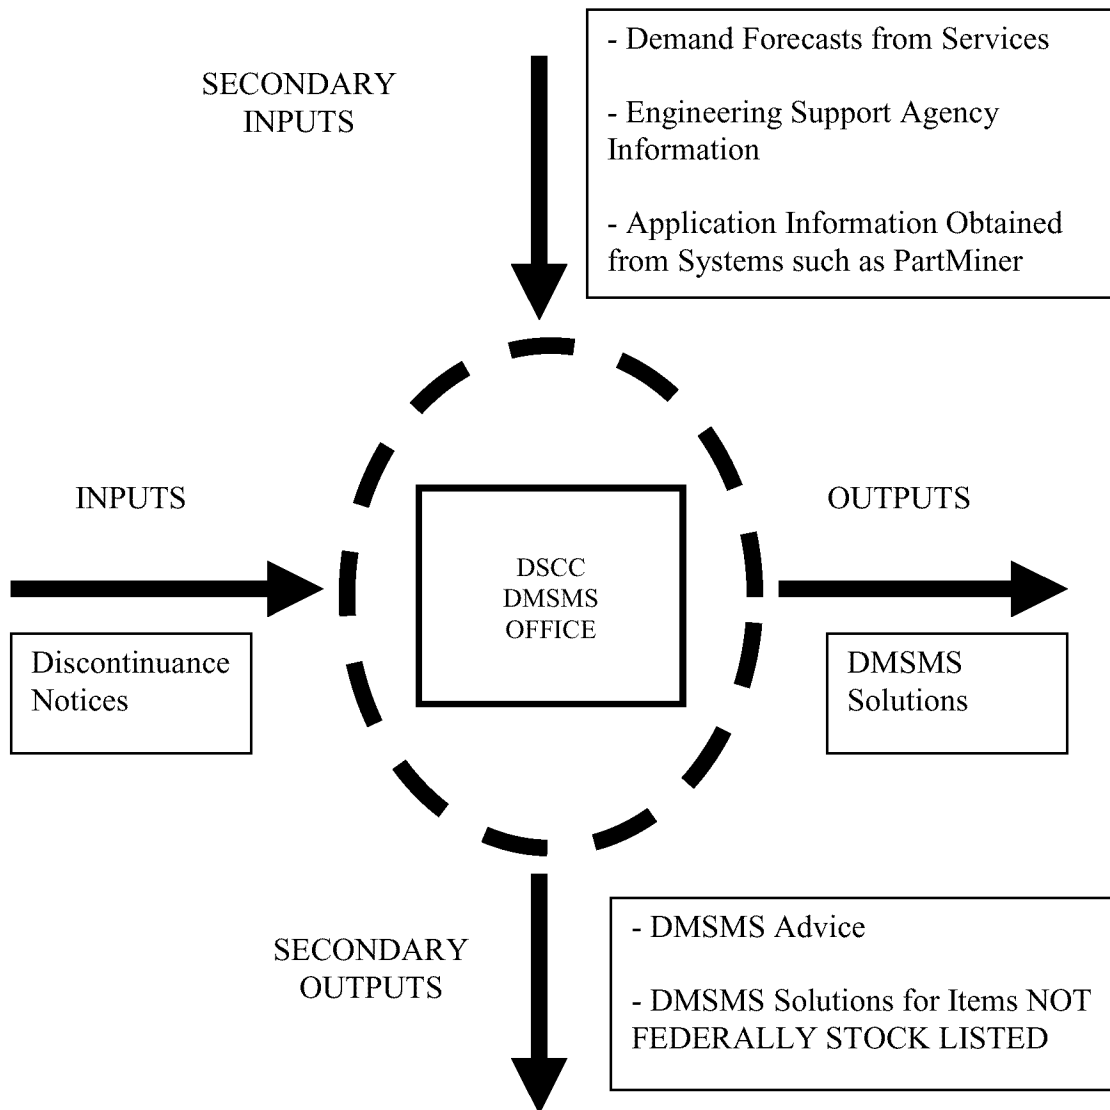 SECONDARY
INPUTS
- Demand Forecasts from Services
- Engineering Support Agency
Information
- Application Information Obtained
from Systems such as PartMiner
INPUTS
Discontinuance
Notices
DSCC
DMSMS
OFFICE
OUTPUTS
DMSMS
Solutions
SECONDARY
OUTPUTS
- DMSMS Advice
- DMSMS Solutions for Items NOT
FEDERALLY STOCK LISTED